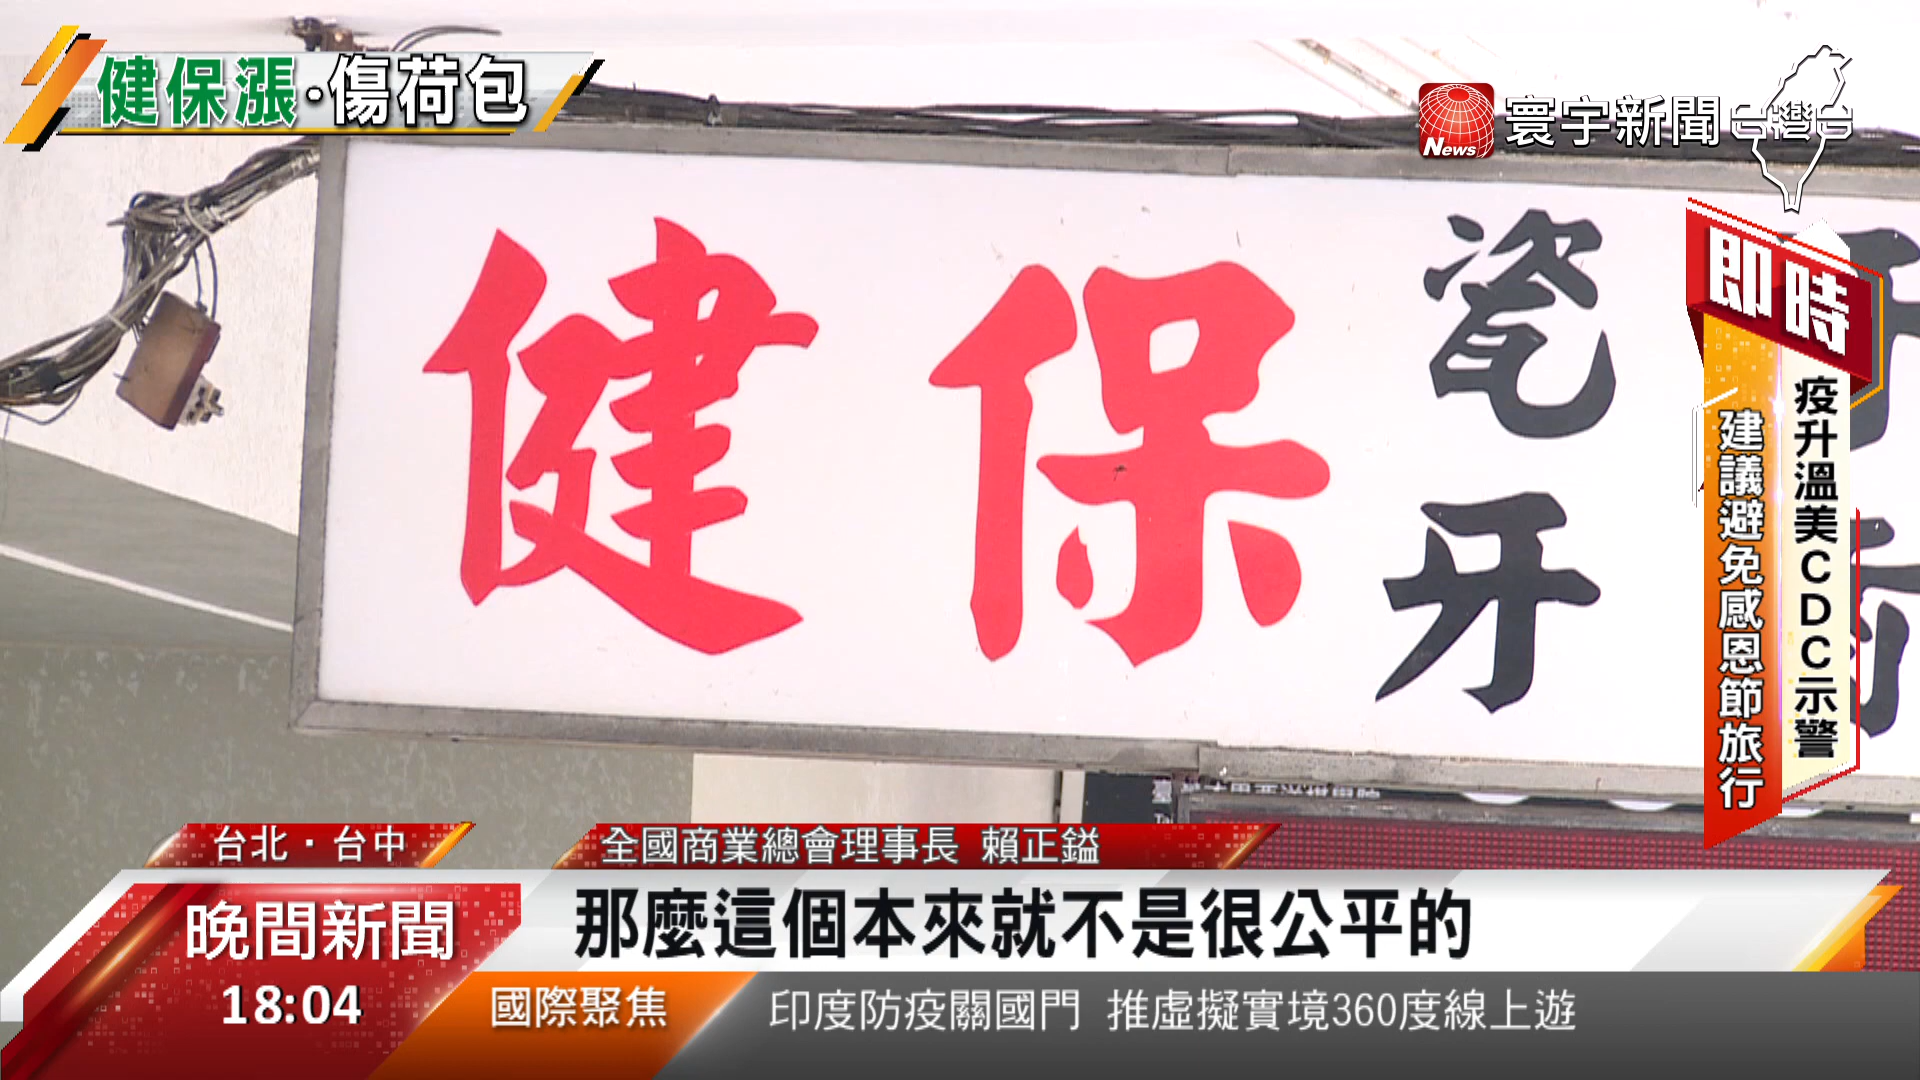 健保漲·傷荷包
News 寰宇新聞 台灣台
健保
瓷牙
即時
疫升溫美CDC示警
建議避免感恩節旅行
台北·台中
全國商業總會理事長 賴正鎰
晚間新聞
那麼這個本來就不是很公平的
18:04
國際聚焦
印度防疫關國門 推虛擬實境360度線上遊